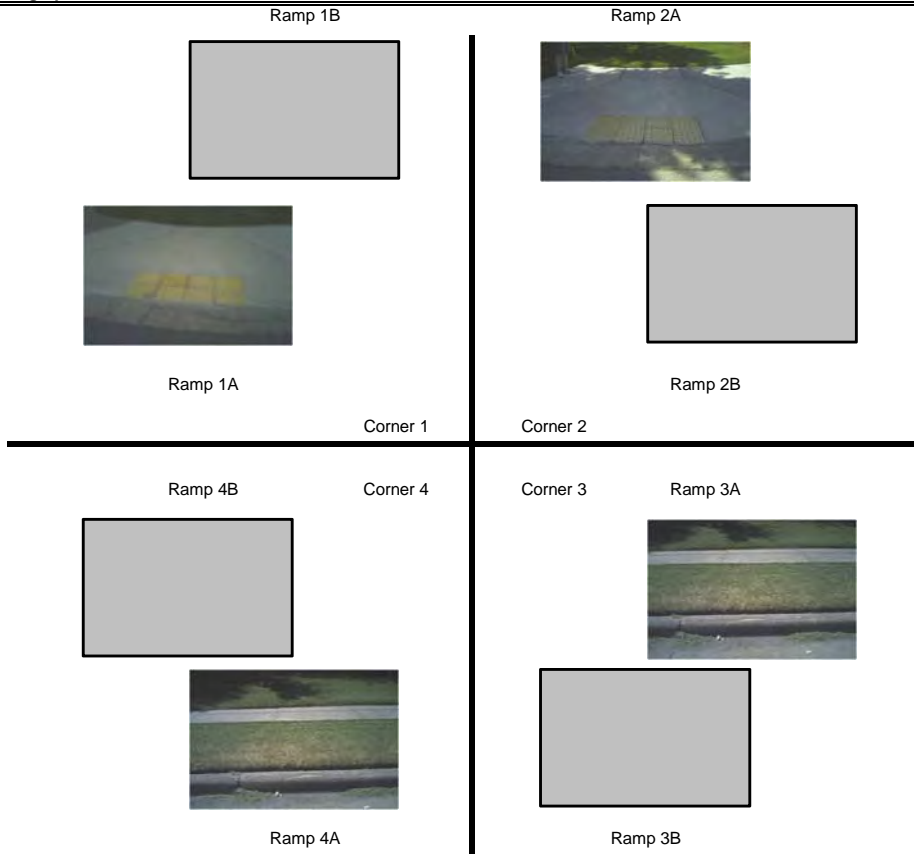 Ramp 1B
Ramp 2A
Ramp 1A
Ramp 2B
Corner 1
Corner 2
Ramp 4B
Corner 4
Corner 3
Ramp 3A
Ramp 4A
Ramp 3B